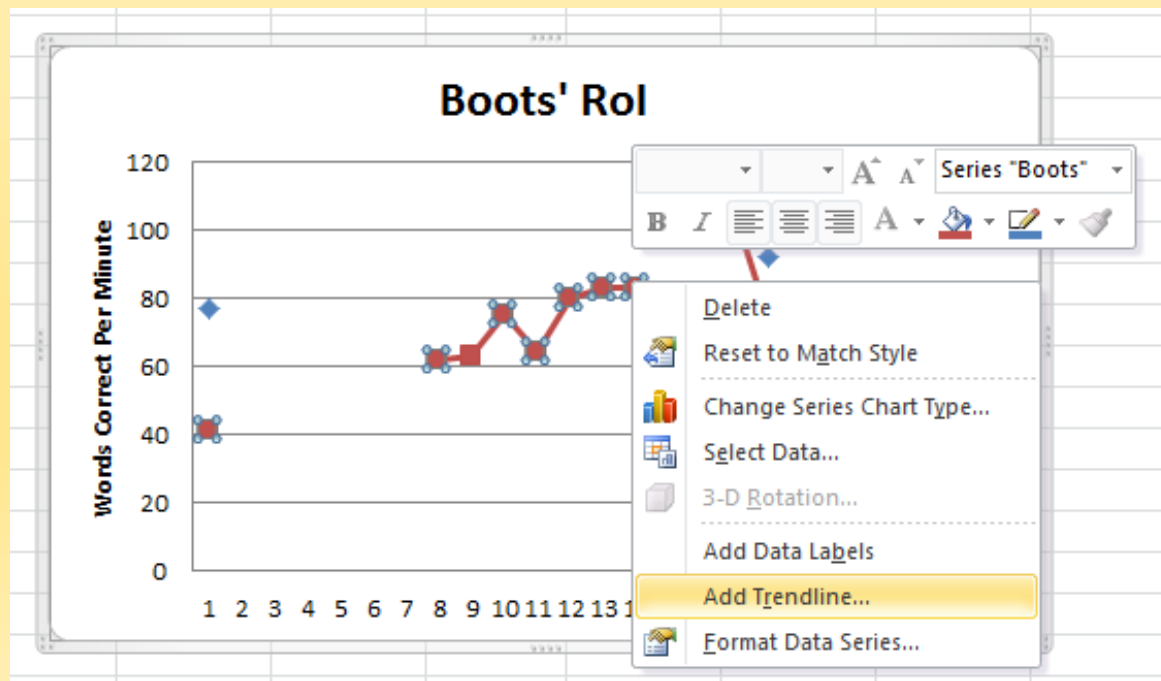 Boots' RoI
Series "Boots"
A A
B I A
120
100
80
60
40
20
0
Words Correct Per Minute
1 2 3 4 5 6 7 8 9 10 11 12 13 1
Delete
Reset to Match Style
Change Series Chart Type...
Select Data...
3-D Rotation...
Add Data Labels
Add Trendline...
Format Data Series...